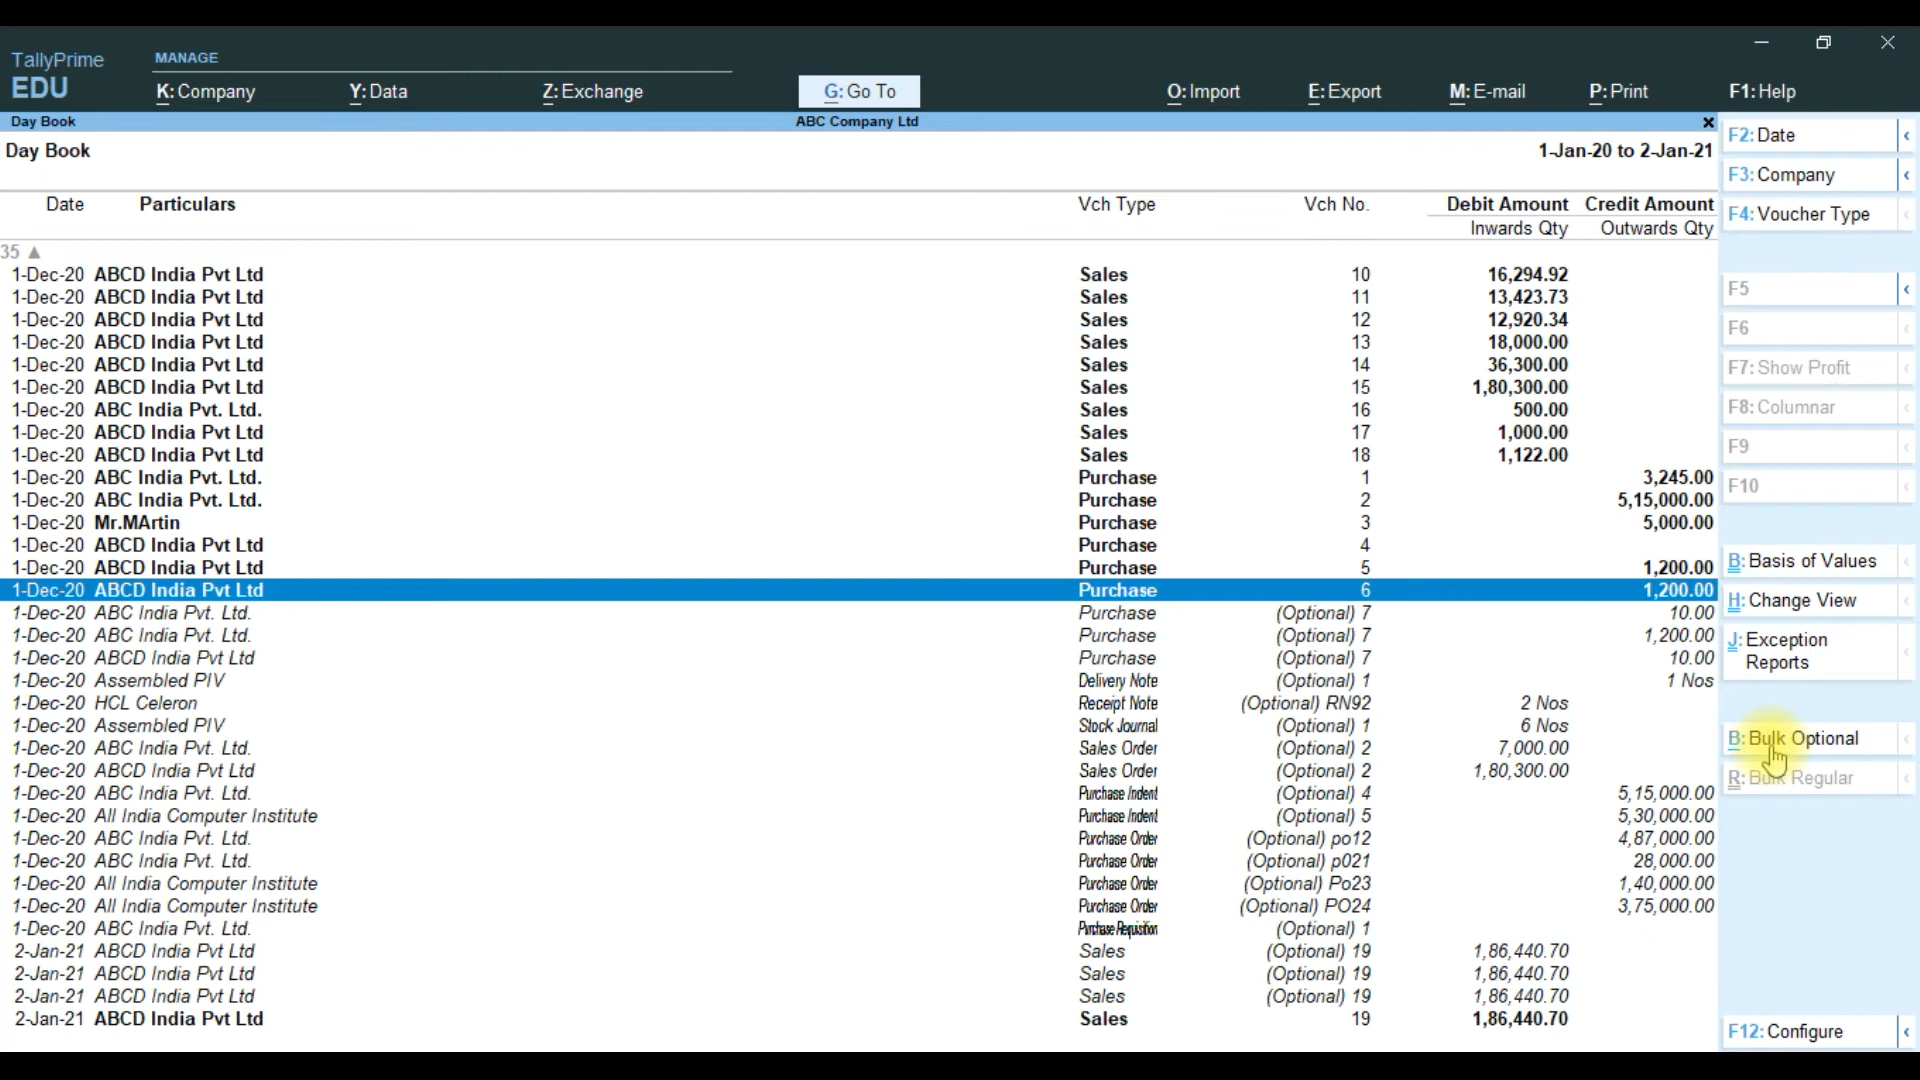 TallyPrime
EDU
MANAGE
K: Company
Y: Data
Z: Exchange
G: Go To
O: Import
E: Export
M: E-mail
P: Print
F1: Help
Day Book ABC Company Ltd
Day Book 1-Jan-20 to 2-Jan-21
Date Particulars Vch Type Vch No. Debit Amount Credit Amount
Inwards Qty Outwards Qty
35
1-Dec-20 ABCD India Pvt Ltd Sales 10 16,294.92
1-Dec-20 ABCD India Pvt Ltd Sales 11 13,423.73
1-Dec-20 ABCD India Pvt Ltd Sales 12 12,920.34
1-Dec-20 ABCD India Pvt Ltd Sales 13 18,000.00
1-Dec-20 ABCD India Pvt Ltd Sales 14 36,300.00
1-Dec-20 ABCD India Pvt Ltd Sales 15 1,80,300.00
1-Dec-20 ABC India Pvt. Ltd. Sales 16 500.00
1-Dec-20 ABCD India Pvt Ltd Sales 17 1,000.00
1-Dec-20 ABCD India Pvt Ltd Sales 18 1,122.00
1-Dec-20 ABC India Pvt. Ltd. Purchase 1 3,245.00
1-Dec-20 ABC India Pvt. Ltd. Purchase 2 5,15,000.00
1-Dec-20 Mr.MArtin Purchase 3 5,000.00
1-Dec-20 ABCD India Pvt Ltd Purchase 4
1-Dec-20 ABCD India Pvt Ltd Purchase 5 1,200.00
1-Dec-20 ABCD India Pvt Ltd Purchase 6 1,200.00
1-Dec-20 ABC India Pvt. Ltd. Purchase (Optional) 7 10.00
1-Dec-20 ABC India Pvt. Ltd. Purchase (Optional) 7 1,200.00
1-Dec-20 ABCD India Pvt Ltd Purchase (Optional) 7 10.00
1-Dec-20 Assembled PIV Delivery Note (Optional) 1 1 Nos
1-Dec-20 HCL Celeron Receipt Note (Optional) RN92 2 Nos
1-Dec-20 Assembled PIV Stock Journal (Optional) 1 6 Nos
1-Dec-20 ABC India Pvt. Ltd. Sales Order (Optional) 2 7,000.00
1-Dec-20 ABCD India Pvt Ltd Sales Order (Optional) 2 1,80,300.00
1-Dec-20 ABC India Pvt. Ltd. Purchase Indent (Optional) 4 5,15,000.00
1-Dec-20 All India Computer Institute Purchase Indent (Optional) 5 5,30,000.00
1-Dec-20 ABC India Pvt. Ltd. Purchase Order (Optional) po12 4,87,000.00
1-Dec-20 ABC India Pvt. Ltd. Purchase Order (Optional) p021 28,000.00
1-Dec-20 All India Computer Institute Purchase Order (Optional) Po23 1,40,000.00
1-Dec-20 All India Computer Institute Purchase Order (Optional) PO24 3,75,000.00
1-Dec-20 ABC India Pvt. Ltd. Purchase Requisition (Optional) 1
2-Jan-21 ABCD India Pvt Ltd Sales (Optional) 19 1,86,440.70
2-Jan-21 ABCD India Pvt Ltd Sales (Optional) 19 1,86,440.70
2-Jan-21 ABCD India Pvt Ltd Sales (Optional) 19 1,86,440.70
2-Jan-21 ABCD India Pvt Ltd Sales 19 1,86,440.70
F2: Date
F3: Company
F4: Voucher Type
F5
F6
F7: Show Profit
F8: Columnar
F9
F10
B: Basis of Values
H: Change View
J: Exception
Reports
B: Bulk Optional
R: Bulk Regular
F12: Configure